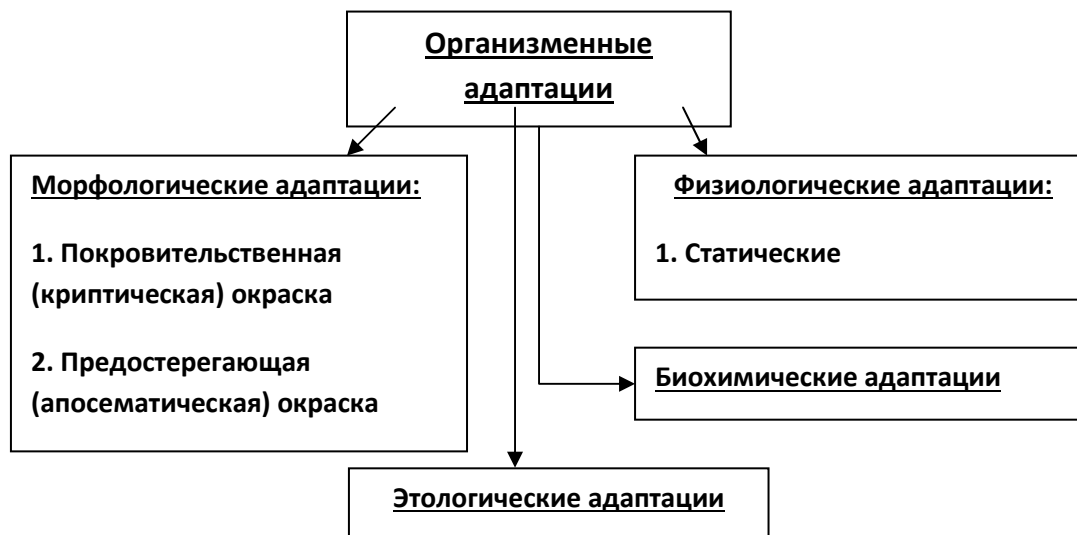 Организменные
адаптации
Морфологические адаптации:
1. Покровительственная
(криптическая) окраска
2. Предостерегающая
(апосематическая) окраска
Физиологические адаптации:
1. Статические
Биохимические адаптации
Этологические адаптации